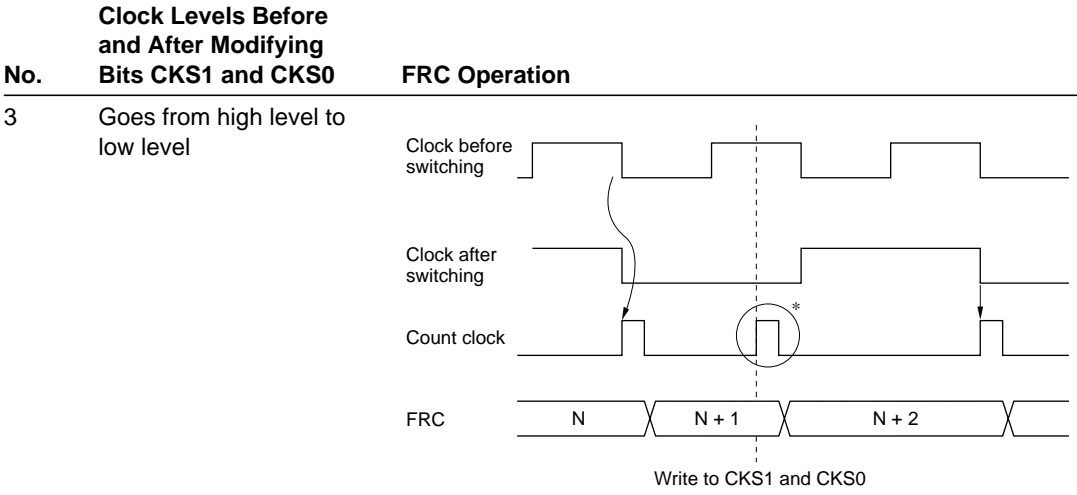 Clock Levels Before
and After Modifying
No. Bits CKS1 and CKS0 FRC Operation
3 Goes from high level to
low level
Clock before
switching
Clock after
switching
*
Count clock
FRC N N + 1 N + 2
Write to CKS1 and CKS0